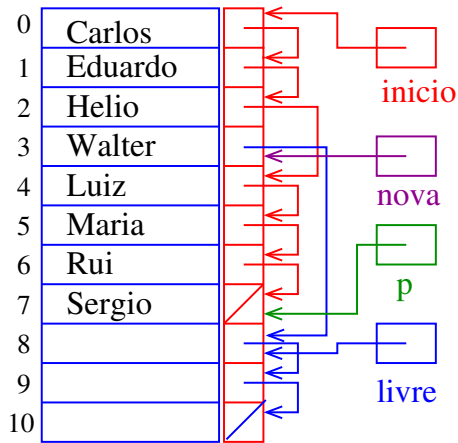 0 Carlos
1 Eduardo
inicio
2 Helio
3 Walter
nova
4 Luiz
5 Maria
6 Rui
p
7 Sergio
8
livre
9
10